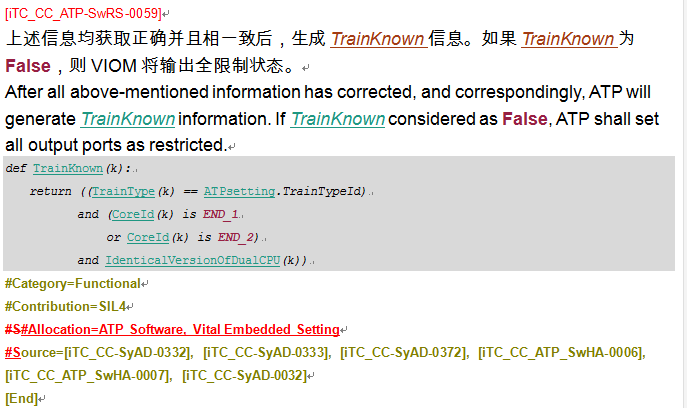 [iTC_CC_ATP-SwRS-0059]
上述信息均获取正确并且相一致后，生成 TrainKnown 信息。如果 TrainKnown 为
False，则 VIOM 将输出全限制状态。
After all above-mentioned information has corrected, and correspondingly, ATP will
generate TrainKnown information. If TrainKnown considered as False, ATP shall set
all output ports as restricted.
def TrainKnown(k):
return ((TrainType(k) == ATPsetting.TrainTypeId)
and (CoreId(k) is END_1
or CoreId(k) is END_2)
and IdenticalVersionOfDualCPU(k))
#Category=Functional
#Contribution=SIL4
#S#Allocation=ATP Software, Vital Embedded Setting
#Source=[iTC_CC-SyAD-0332], [iTC_CC-SyAD-0333], [iTC_CC-SyAD-0372], [iTC_CC_ATP_SwHA-0006],
[iTC_CC_ATP_SwHA-0007], [iTC_CC-SyAD-0032]
[End]